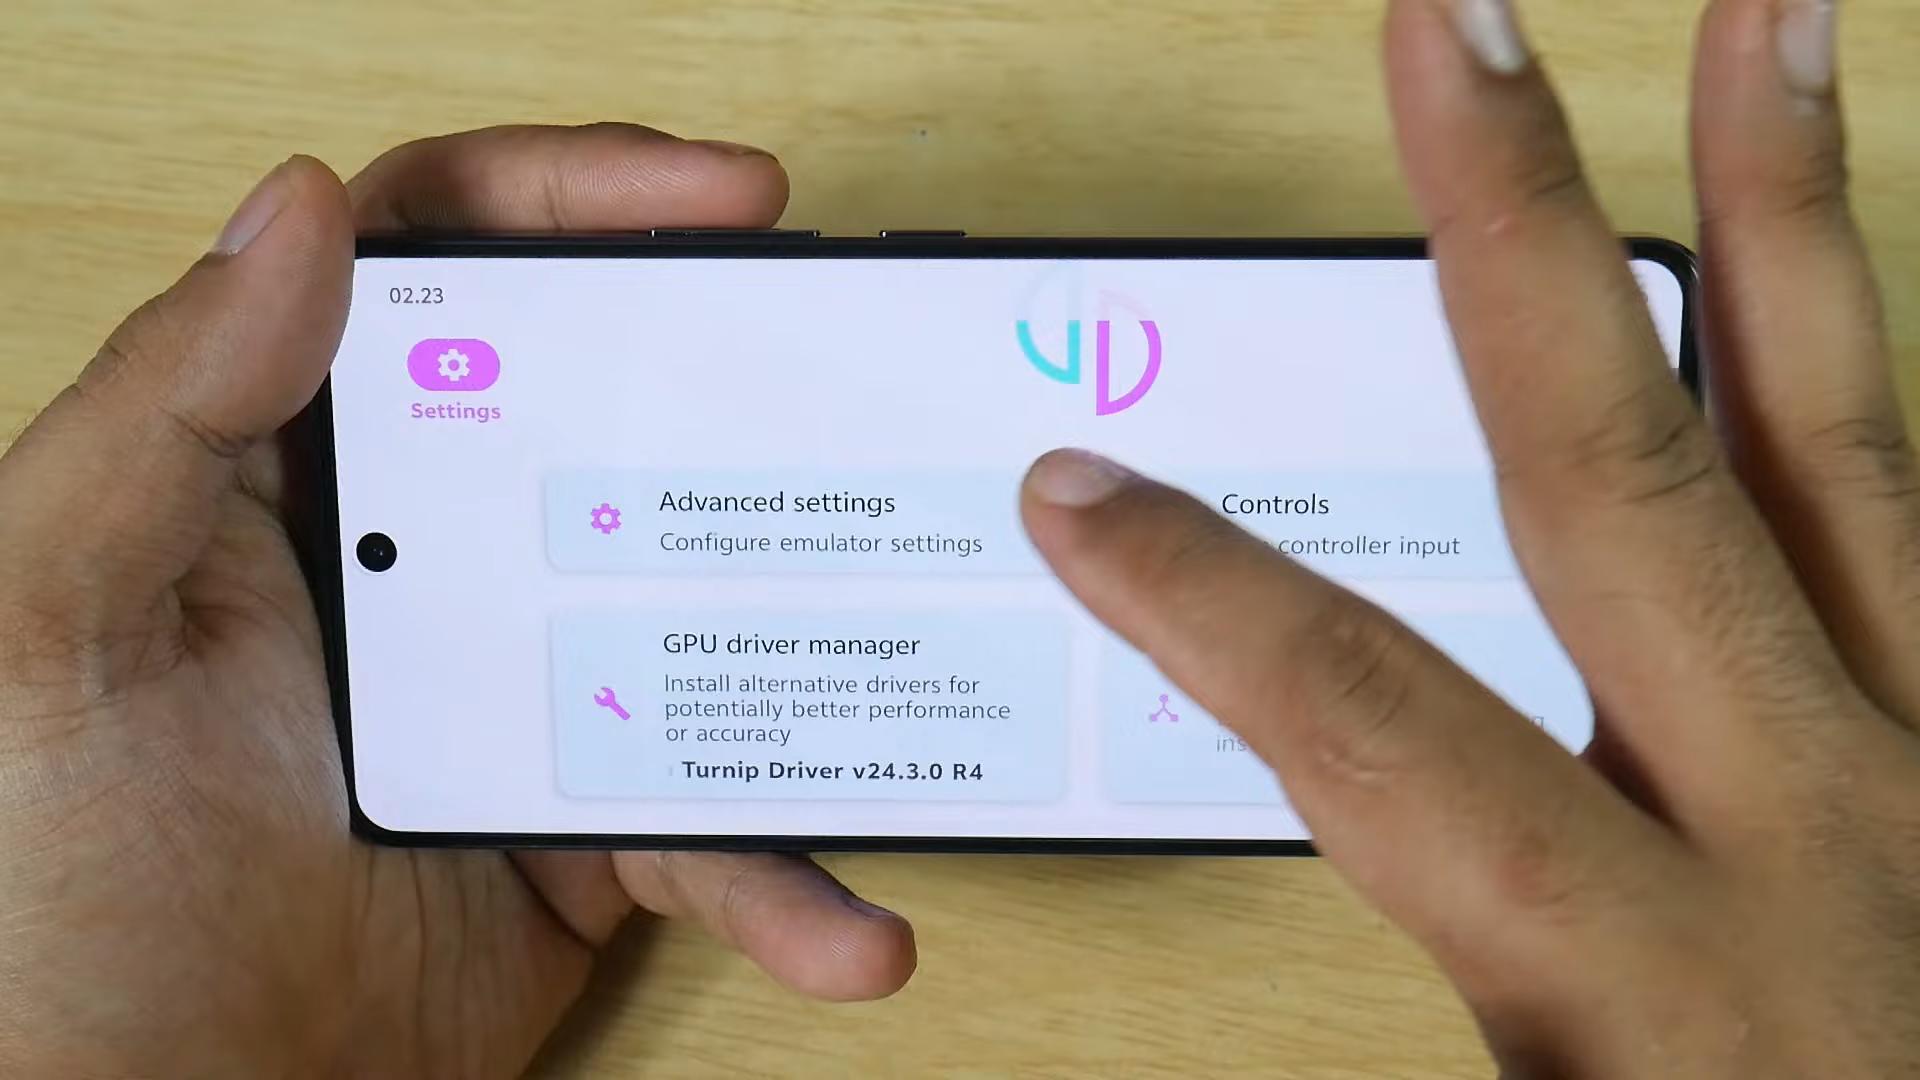 02.23
Settings
Advanced settings
Configure emulator settings
Controls
controller input
GPU driver manager
Install alternative drivers for
potentially better performance
or accuracy
Turnip Driver v24.3.0 R4